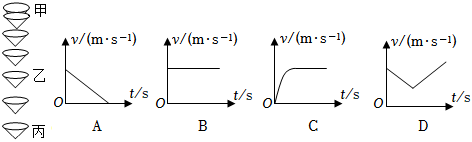 甲
乙
丙
v/(m·s⁻¹)
O
t/s
A
v/(m·s⁻¹)
O
t/s
B
v/(m·s⁻¹)
O
t/s
C
v/(m·s⁻¹)
O
t/s
D